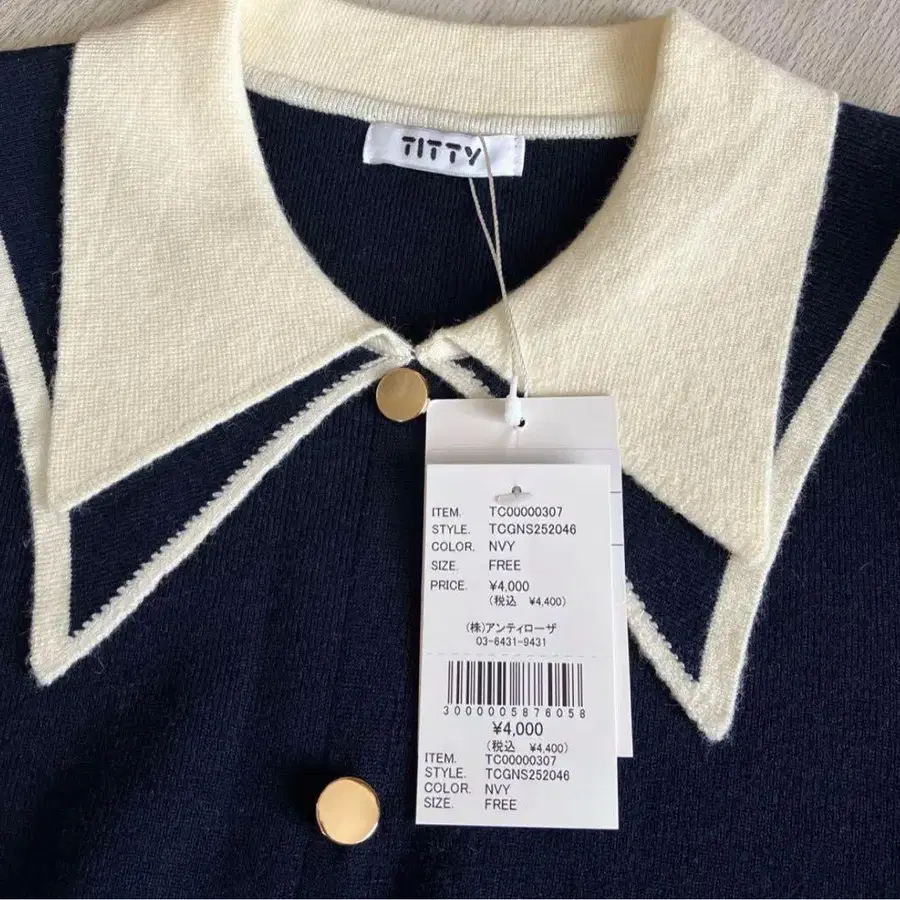 TITTY
ITEM. TC00000307
STYLE. TCGNS252046
COLOR. NVY
SIZE. FREE
PRICE. ¥4,000
(税込 ¥4,400)
(株)アンティローザ
03-6431-9431
3000005876058
¥4,000
(税込 ¥4,400)
ITEM. TC00000307
STYLE. TCGNS252046
COLOR. NVY
SIZE. FREE